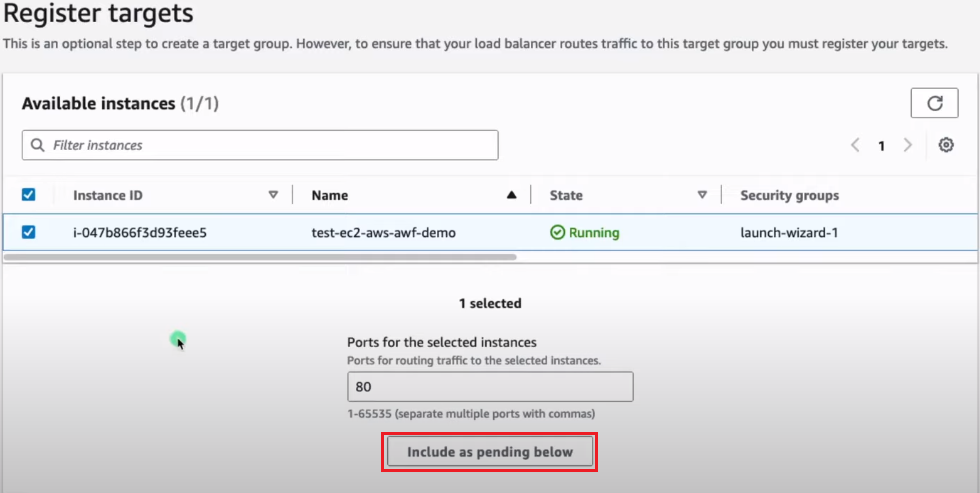 Register targets
This is an optional step to create a target group. However, to ensure that your load balancer routes traffic to this target group you must register your targets.
Available instances (1/1)
Filter instances
1
Instance ID Name State Security groups
i-047b866f3d93feee5 test-ec2-aws-awf-demo Running launch-wizard-1
1 selected
Ports for the selected instances
Ports for routing traffic to the selected instances.
80
1-65535 (separate multiple ports with commas)
Include as pending below